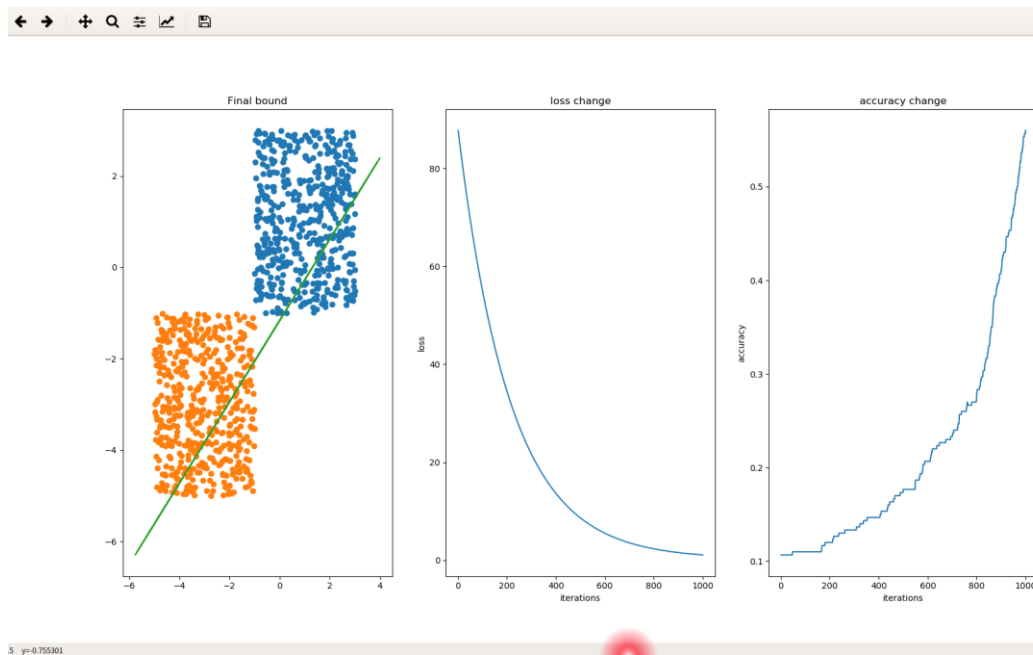 Final bound
2
0
−2
−4
−6
−6 −4 −2 0 2 4
loss change
80
60
40
20
0
loss
0 200 400 600 800 1000
iterations
accuracy change
0.5
0.4
0.3
0.2
0.1
accuracy
0 200 400 600 800 1000
iterations
.5 y=-0.755301